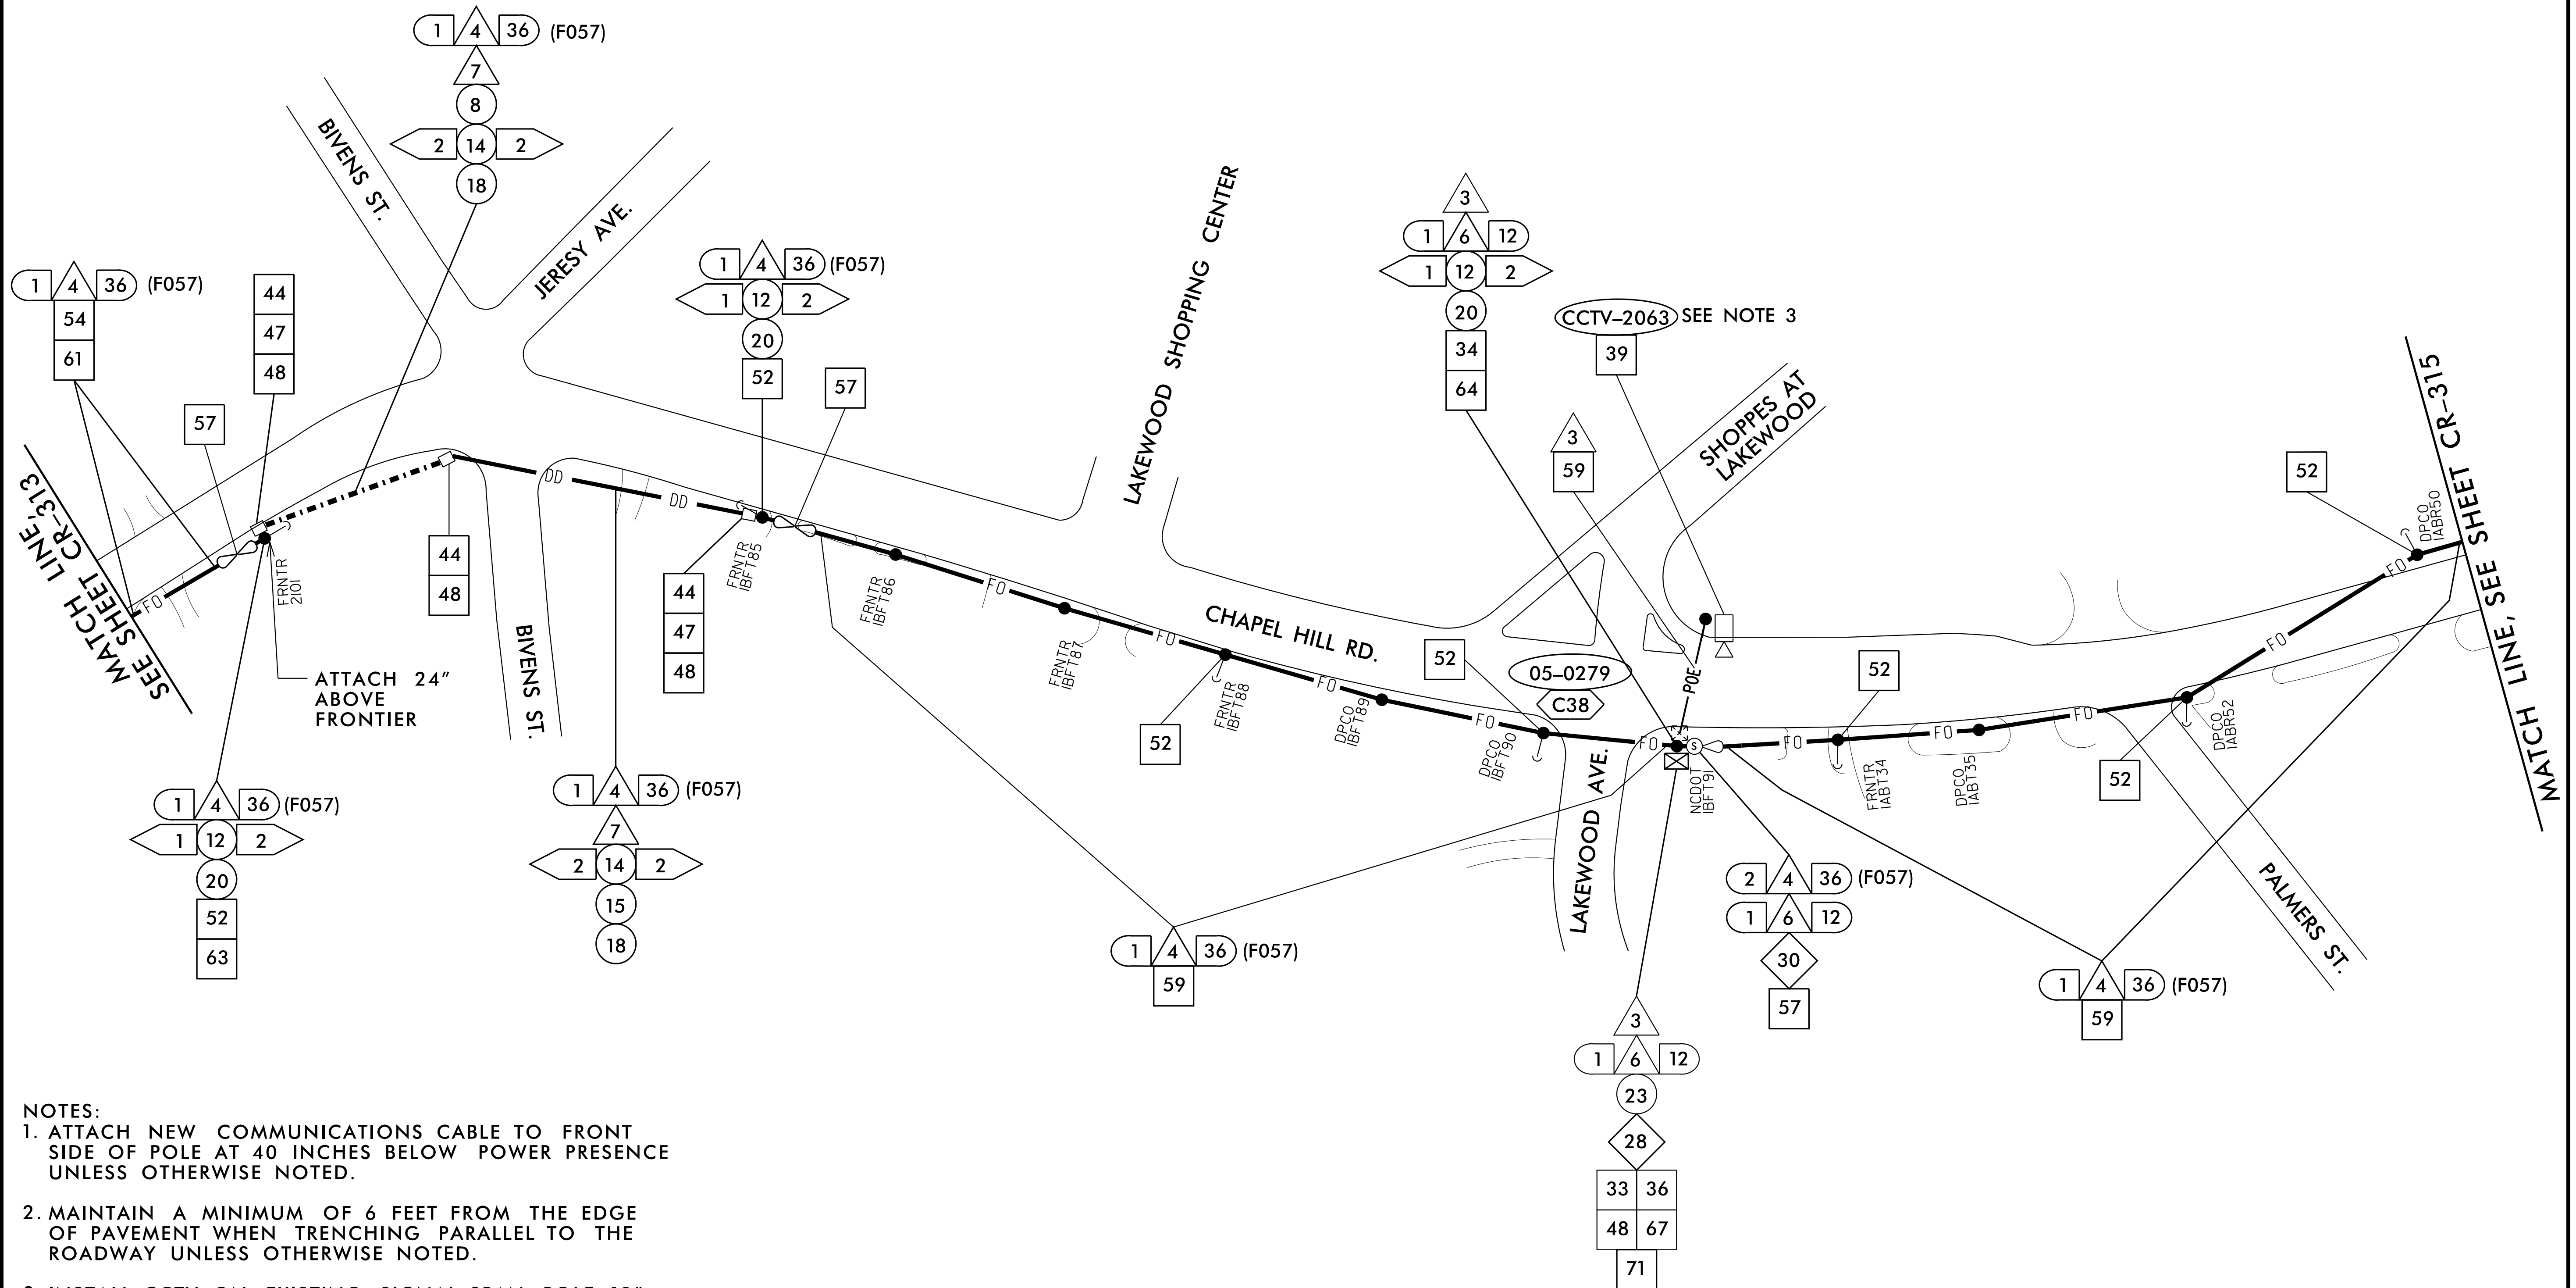 1 4 36 (F057)
7
8
2 14 2
18
BIVENS ST.
JERESY AVE.
1 4 36 (F057)
54
61
44
47
48
57
1 4 36 (F057)
1 12 2
20
52
57
LAKEWOOD SHOPPING CENTER
3
1 6 12
1 12 2
20
34
64
CCTV–2063 SEE NOTE 3
39
3
59
SHOPPES AT
LAKEWOOD
52
DPCO
IABR50
MATCH LINE, SEE SHEET CR–315
MATCH LINE,
SEE SHEET CR–313
FO
FRNTR
2101
ATTACH 24"
ABOVE
FRONTIER
44
48
DD
DD
BIVENS ST.
44
47
48
FRNTR
IBFT85
FRNTR
IBFT86
FO
FRNTR
IBFT87
FO
CHAPEL HILL RD.
FRNTR
IBFT88
52
FO
DPCO
IBFT89
52
05–0279
C38
FO
DPCO
IBFT90
FO
POE
S
NCDOT
IBFT91
LAKEWOOD AVE.
FO
52
FRNTR
IABT34
FO
DPCO
IABT35
FO
52
DPCO
IABR52
FO
FO
PALMERS ST.
1 4 36 (F057)
1 12 2
20
52
63
1 4 36 (F057)
7
2 14 2
15
18
1 4 36 (F057)
59
2 4 36 (F057)
1 6 12
30
57
1 4 36 (F057)
59
3
1 6 12
23
28
33 36
48 67
71
NOTES:
1. ATTACH NEW COMMUNICATIONS CABLE TO FRONT
SIDE OF POLE AT 40 INCHES BELOW POWER PRESENCE
UNLESS OTHERWISE NOTED.
2. MAINTAIN A MINIMUM OF 6 FEET FROM THE EDGE
OF PAVEMENT WHEN TRENCHING PARALLEL TO THE
ROADWAY UNLESS OTHERWISE NOTED.